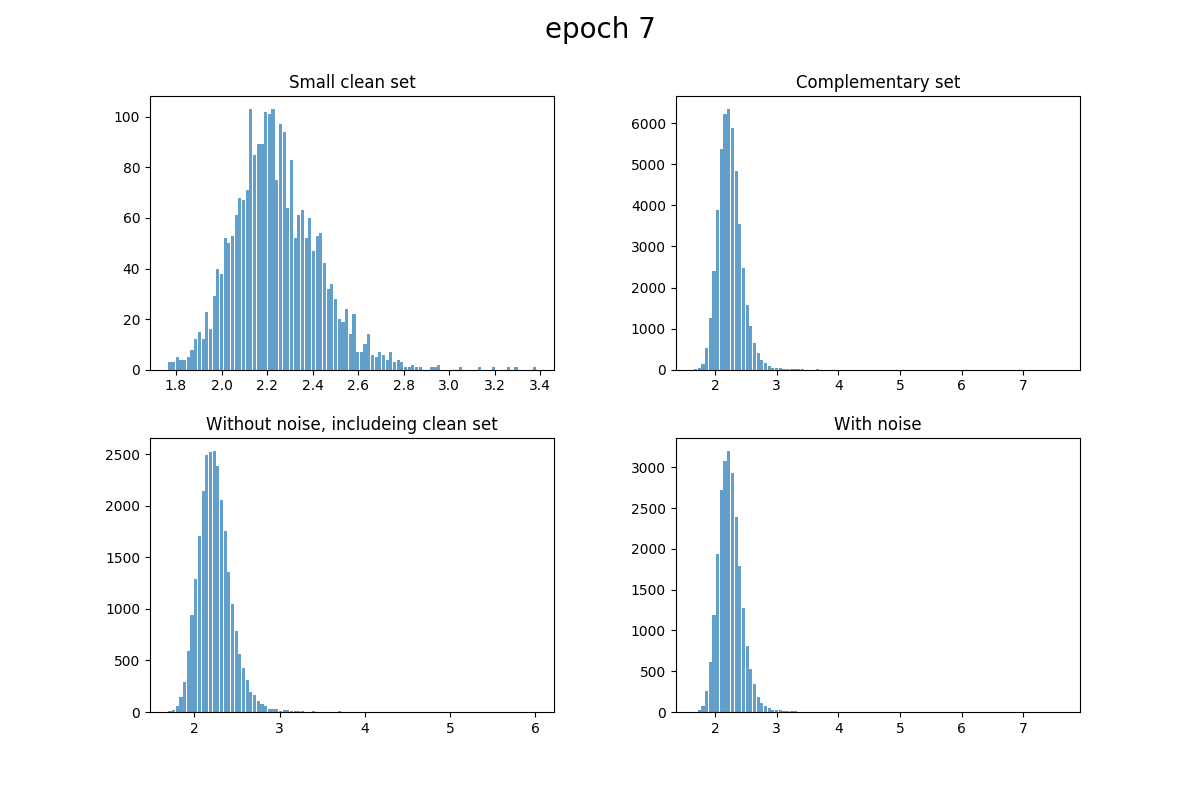 epoch 7
Small clean set
100
80
60
40
20
0
1.8 2.0 2.2 2.4 2.6 2.8 3.0 3.2 3.4
Complementary set
6000
5000
4000
3000
2000
1000
0
2 3 4 5 6 7
Without noise, includeing clean set
2500
2000
1500
1000
500
0
2 3 4 5 6
With noise
3000
2500
2000
1500
1000
500
0
2 3 4 5 6 7